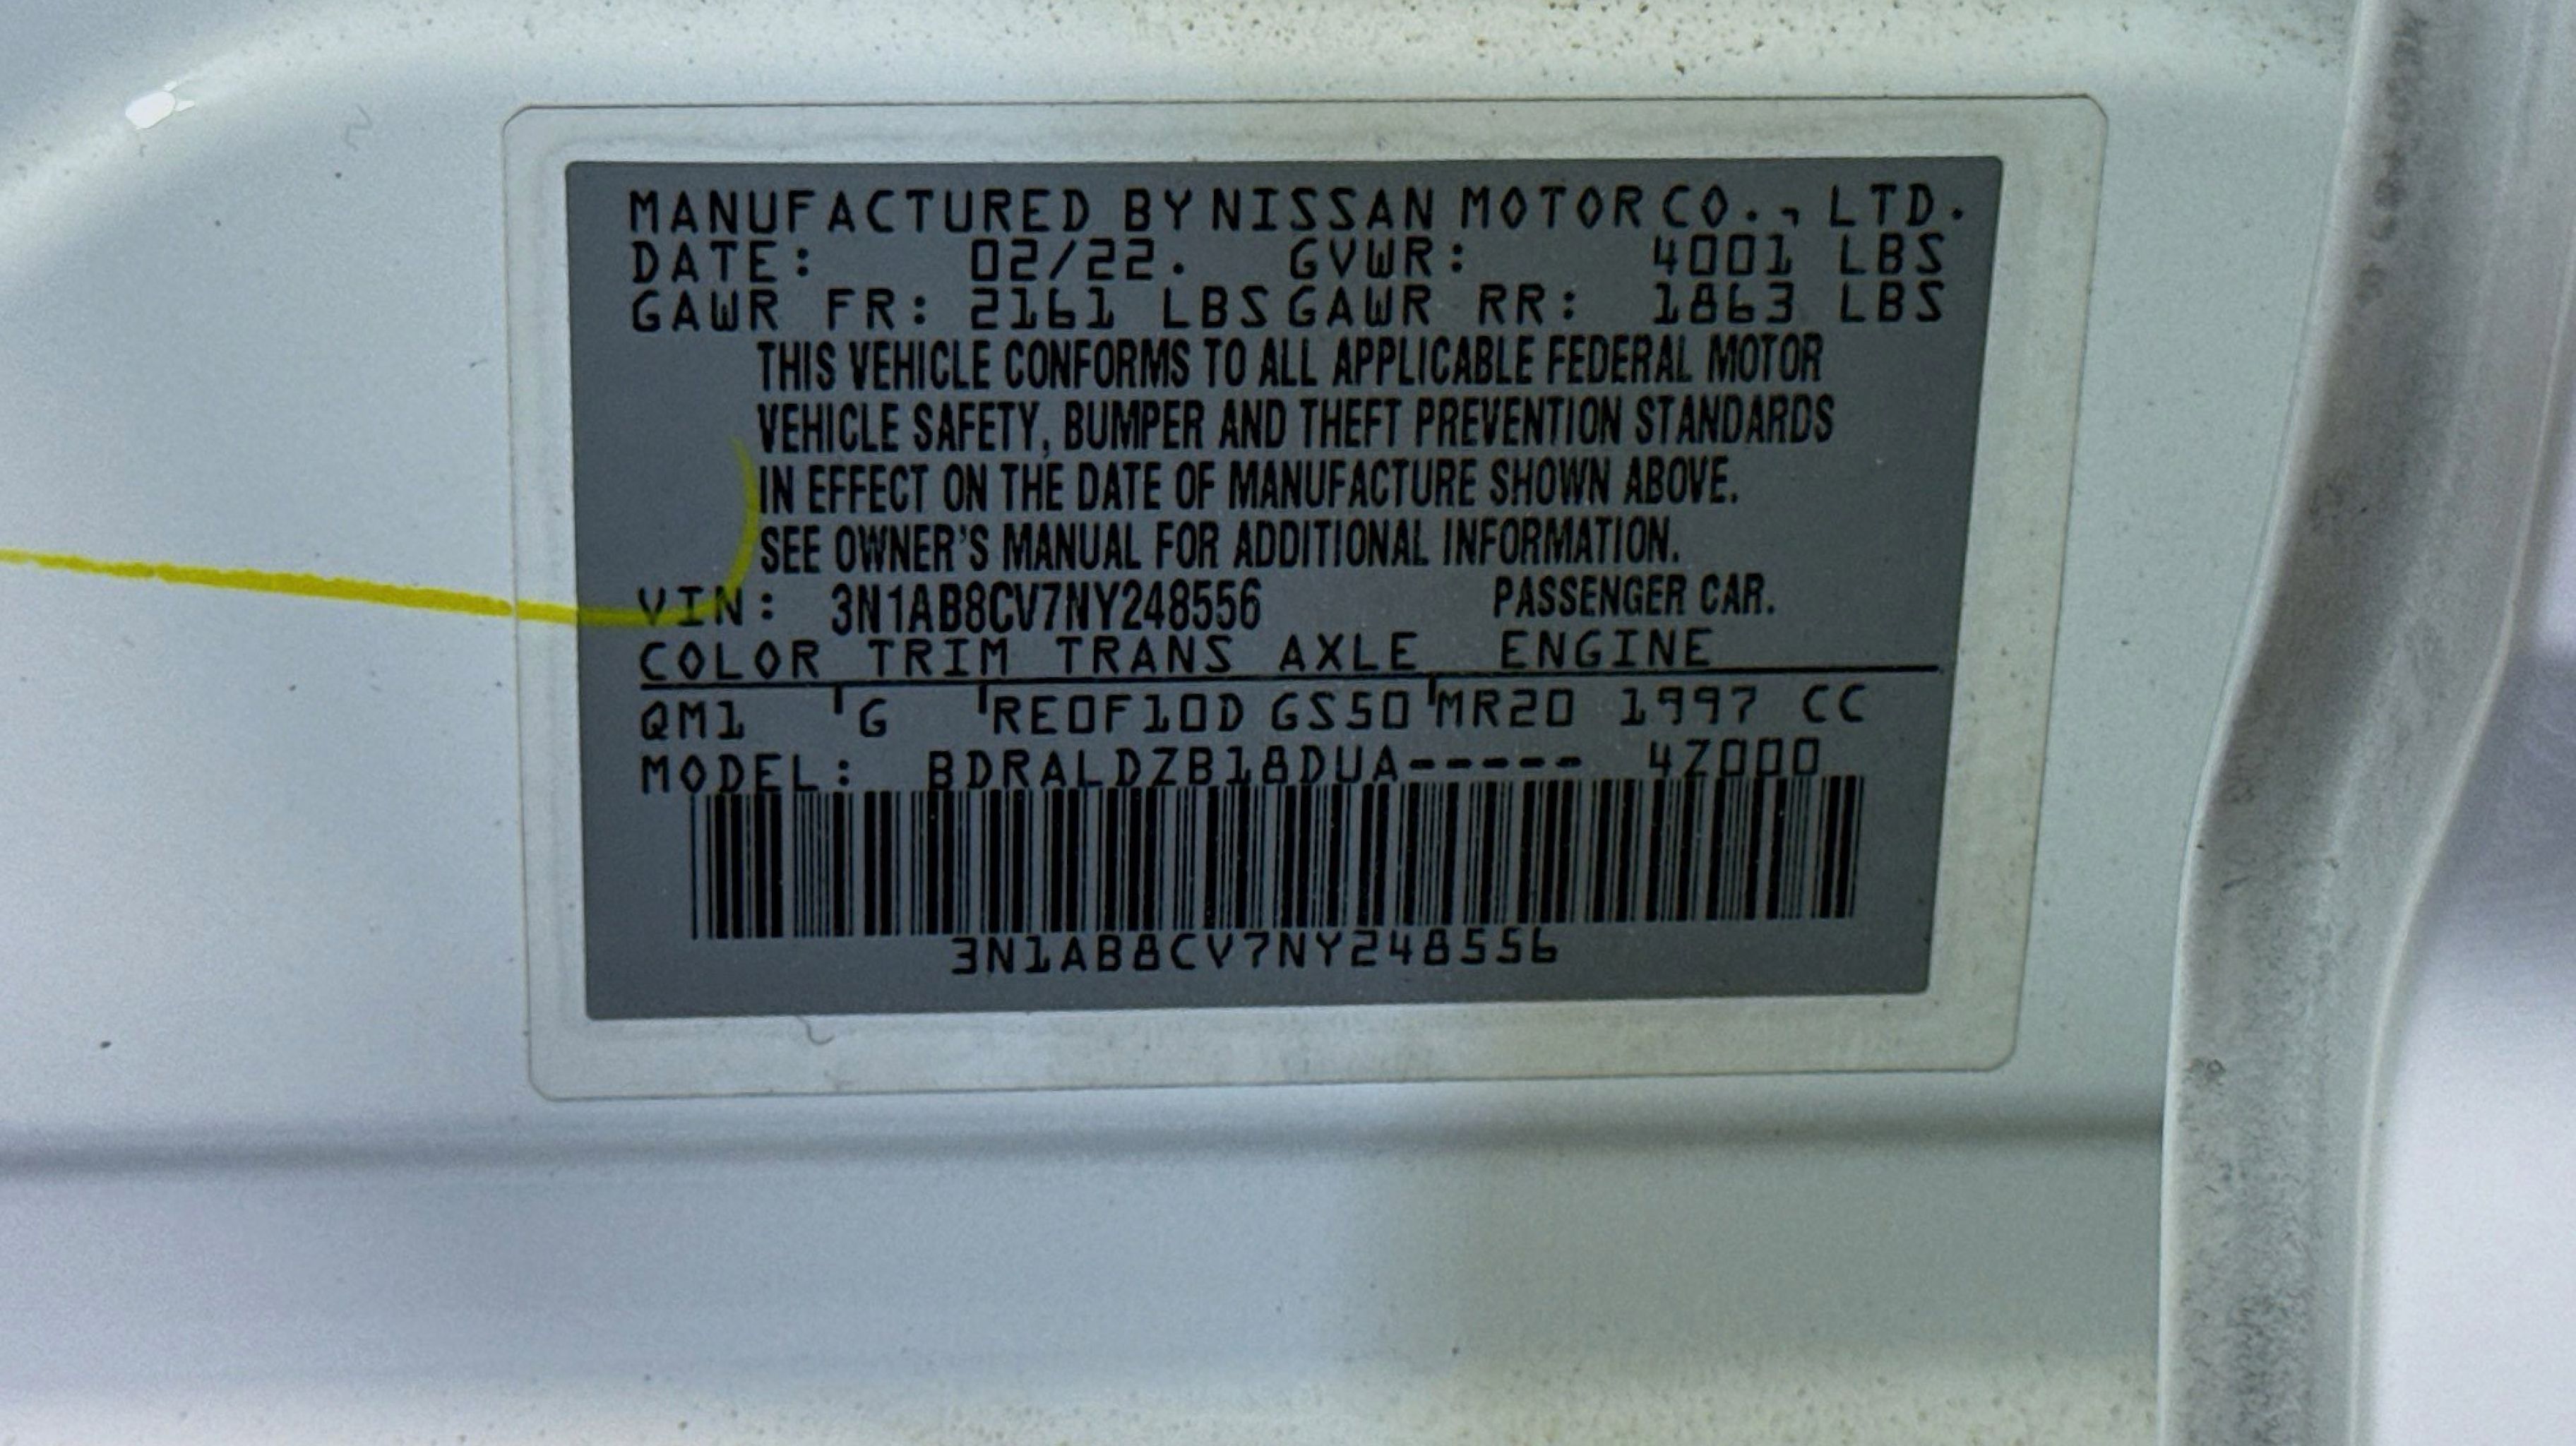 MANUFACTURED BY NISSAN MOTOR CO., LTD.
DATE: 02/22. GVWR: 4001 LBS
GAWR FR: 2161 LBS GAWR RR: 1863 LBS
THIS VEHICLE CONFORMS TO ALL APPLICABLE FEDERAL MOTOR
VEHICLE SAFETY, BUMPER AND THEFT PREVENTION STANDARDS
IN EFFECT ON THE DATE OF MANUFACTURE SHOWN ABOVE.
SEE OWNER'S MANUAL FOR ADDITIONAL INFORMATION.
VIN: 3N1AB8CV7NY248556 PASSENGER CAR.
COLOR TRIM TRANS AXLE ENGINE
QM1 G RE0F10D GS50 MR20 1997 CC
MODEL: BDRALDZB18DUA----- 4Z000
3N1AB8CV7NY248556